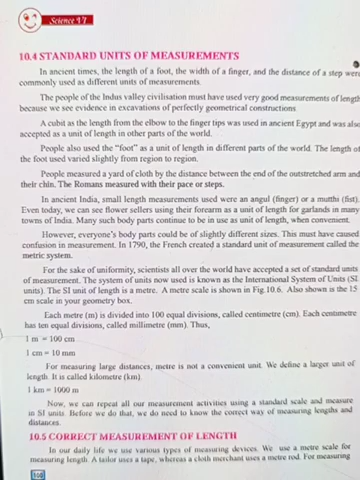 Science VI
10.4 STANDARD UNITS OF MEASUREMENTS
In ancient times, the length of a foot, the width of a finger, and the distance of a step were
commonly used as different units of measurements.
The people of the Indus valley civilisation must have used very good measurements of length
because we see evidence in excavations of perfectly geometrical constructions
A cubit as the length from the elbow to the finger tips was used in ancient Egypt and was also
accepted as a unit of length in other parts of the world.
People also used the "foot" as a unit of length in different parts of the world. The length of
the foot used varied slightly from region to region.
People measured a yard of cloth by the distance between the end of the outstretched arm and
their chin. The Romans measured with their pace or steps.
In ancient India, small length measurements used were an angul (finger) or a mutthi (fist).
Even today, we can see flower sellers using their forearm as a unit of length for garlands in many
towns of India. Many such body parts continue to be in use as unit of length, when convenient.
However, everyone's body parts could be of slightly different sizes. This must have caused
confusion in measurement. In 1790, the French created a standard unit of measurement called the
metric system.
For the sake of uniformity, scientists all over the world have accepted a set of standard units
of measurement. The system of units now used is known as the International System of Units (SI
units). The SI unit of length is a metre. A metre scale is shown in Fig.10.6. Also shown is the 15
cm scale in your geometry box.
Each metre (m) is divided into 100 equal divisions, called centimetre (cm). Each centimetre
has ten equal divisions, called millimetre (mm). Thus,
1 m = 100 cm
1 cm = 10 mm
For measuring large distances, metre is not a convenient unit. We define a larger unit of
length. It is called kilometre (km)
1 km = 1000 m
Now, we can repeat all our measurement activities using a standard scale and measure
in SI units. Before we do that, we do need to know the correct way of measuring lengths and
distances.
10.5 CORRECT MEASUREMENT OF LENGTH
In our daily life we use various types of measuring devices. We use a metre scale for
measuring length. A tailor uses a tape, whereas a cloth merchant uses a metre rod. For measuring